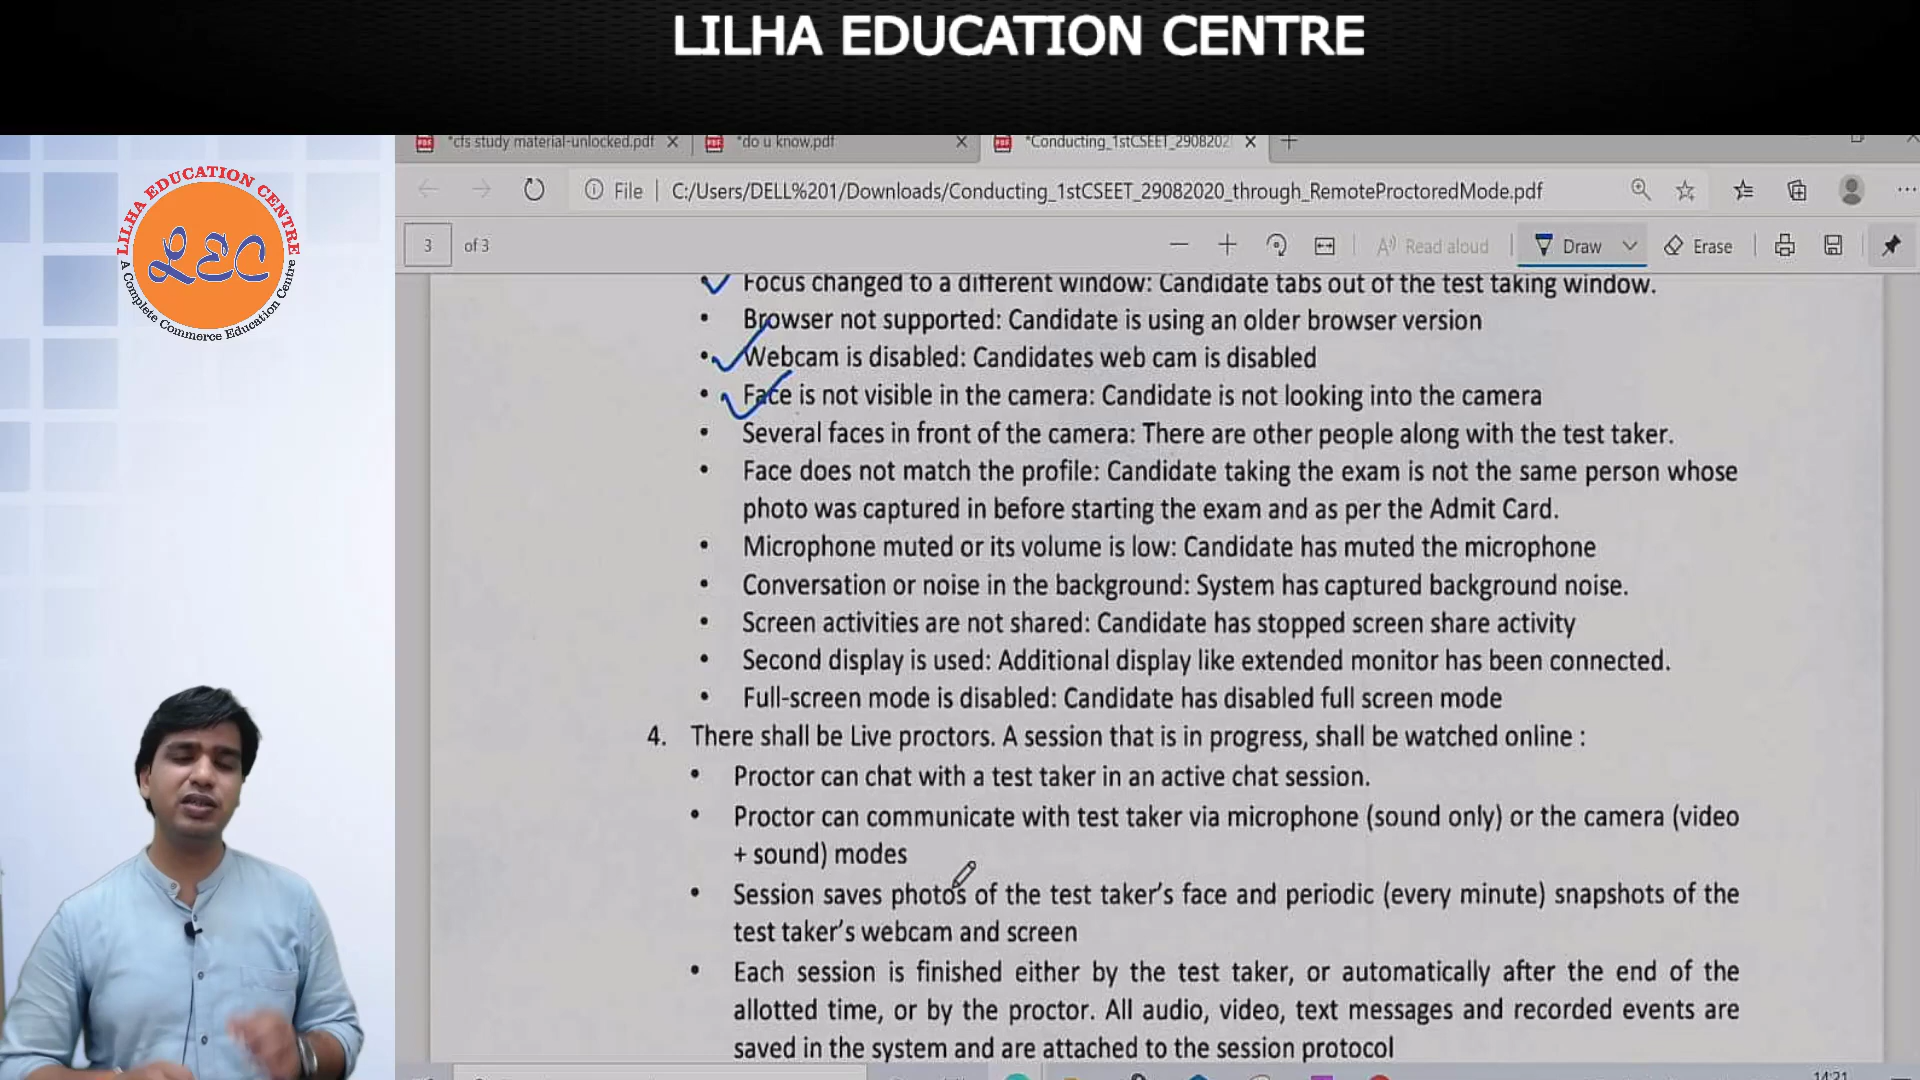 LILHA EDUCATION CENTRE
LILHA EDUCATION CENTRE
LEC
A Complete Commerce Education Centre
*cfs study material-unlocked.pdf
*do u know.pdf
*Conducting_1stCSEET_2908202
File
C:/Users/DELL%201/Downloads/Conducting_1stCSEET_29082020_through_RemoteProctoredMode.pdf
3 of 3
Read aloud
Draw
Erase
Focus changed to a different window: Candidate tabs out of the test taking window.
• Browser not supported: Candidate is using an older browser version
• Webcam is disabled: Candidates web cam is disabled
• Face is not visible in the camera: Candidate is not looking into the camera
• Several faces in front of the camera: There are other people along with the test taker.
• Face does not match the profile: Candidate taking the exam is not the same person whose
photo was captured in before starting the exam and as per the Admit Card.
• Microphone muted or its volume is low: Candidate has muted the microphone
• Conversation or noise in the background: System has captured background noise.
• Screen activities are not shared: Candidate has stopped screen share activity
• Second display is used: Additional display like extended monitor has been connected.
• Full-screen mode is disabled: Candidate has disabled full screen mode
4. There shall be Live proctors. A session that is in progress, shall be watched online :
• Proctor can chat with a test taker in an active chat session.
• Proctor can communicate with test taker via microphone (sound only) or the camera (video
+ sound) modes
• Session saves photos of the test taker's face and periodic (every minute) snapshots of the
test taker's webcam and screen
• Each session is finished either by the test taker, or automatically after the end of the
allotted time, or by the proctor. All audio, video, text messages and recorded events are
saved in the system and are attached to the session protocol
14:21